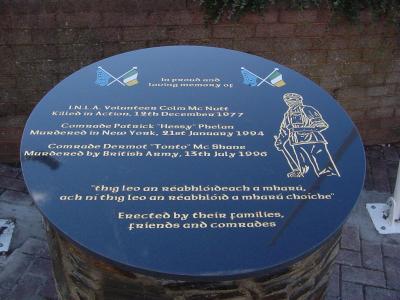 In proud and
loving memory of
I.N.L.A. Volunteer Colm Mc Nutt
Killed in Action, 12th December 1977
Comrade Patrick "Hessy" Phelan
Murdered in New York, 21st January 1994
Comrade Dermot "Tonto" Mc Shane
Murdered by British Army, 13th July 1996
"thig leo an réabhlóideach a mharú,
ach ní thig leo an réabhlóid a mharú choíche"
Erected by their families,
friends and comrades